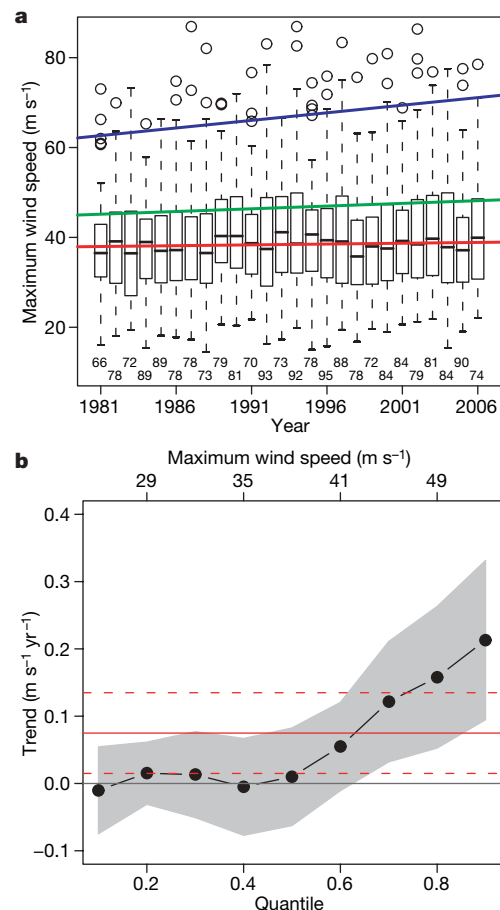 a
Maximum wind speed (m s⁻¹)
80
60
40
20
66 72 89 89 78 79 70 73 78 88 72 84 81 90
78 89 78 73 81 93 92 95 78 84 79 84 74
1981 1986 1991 1996 2001 2006
Year
b
Maximum wind speed (m s⁻¹)
29 35 41 49
Trend (m s⁻¹ yr⁻¹)
0.4
0.3
0.2
0.1
0.0
−0.1
0.2 0.4 0.6 0.8
Quantile